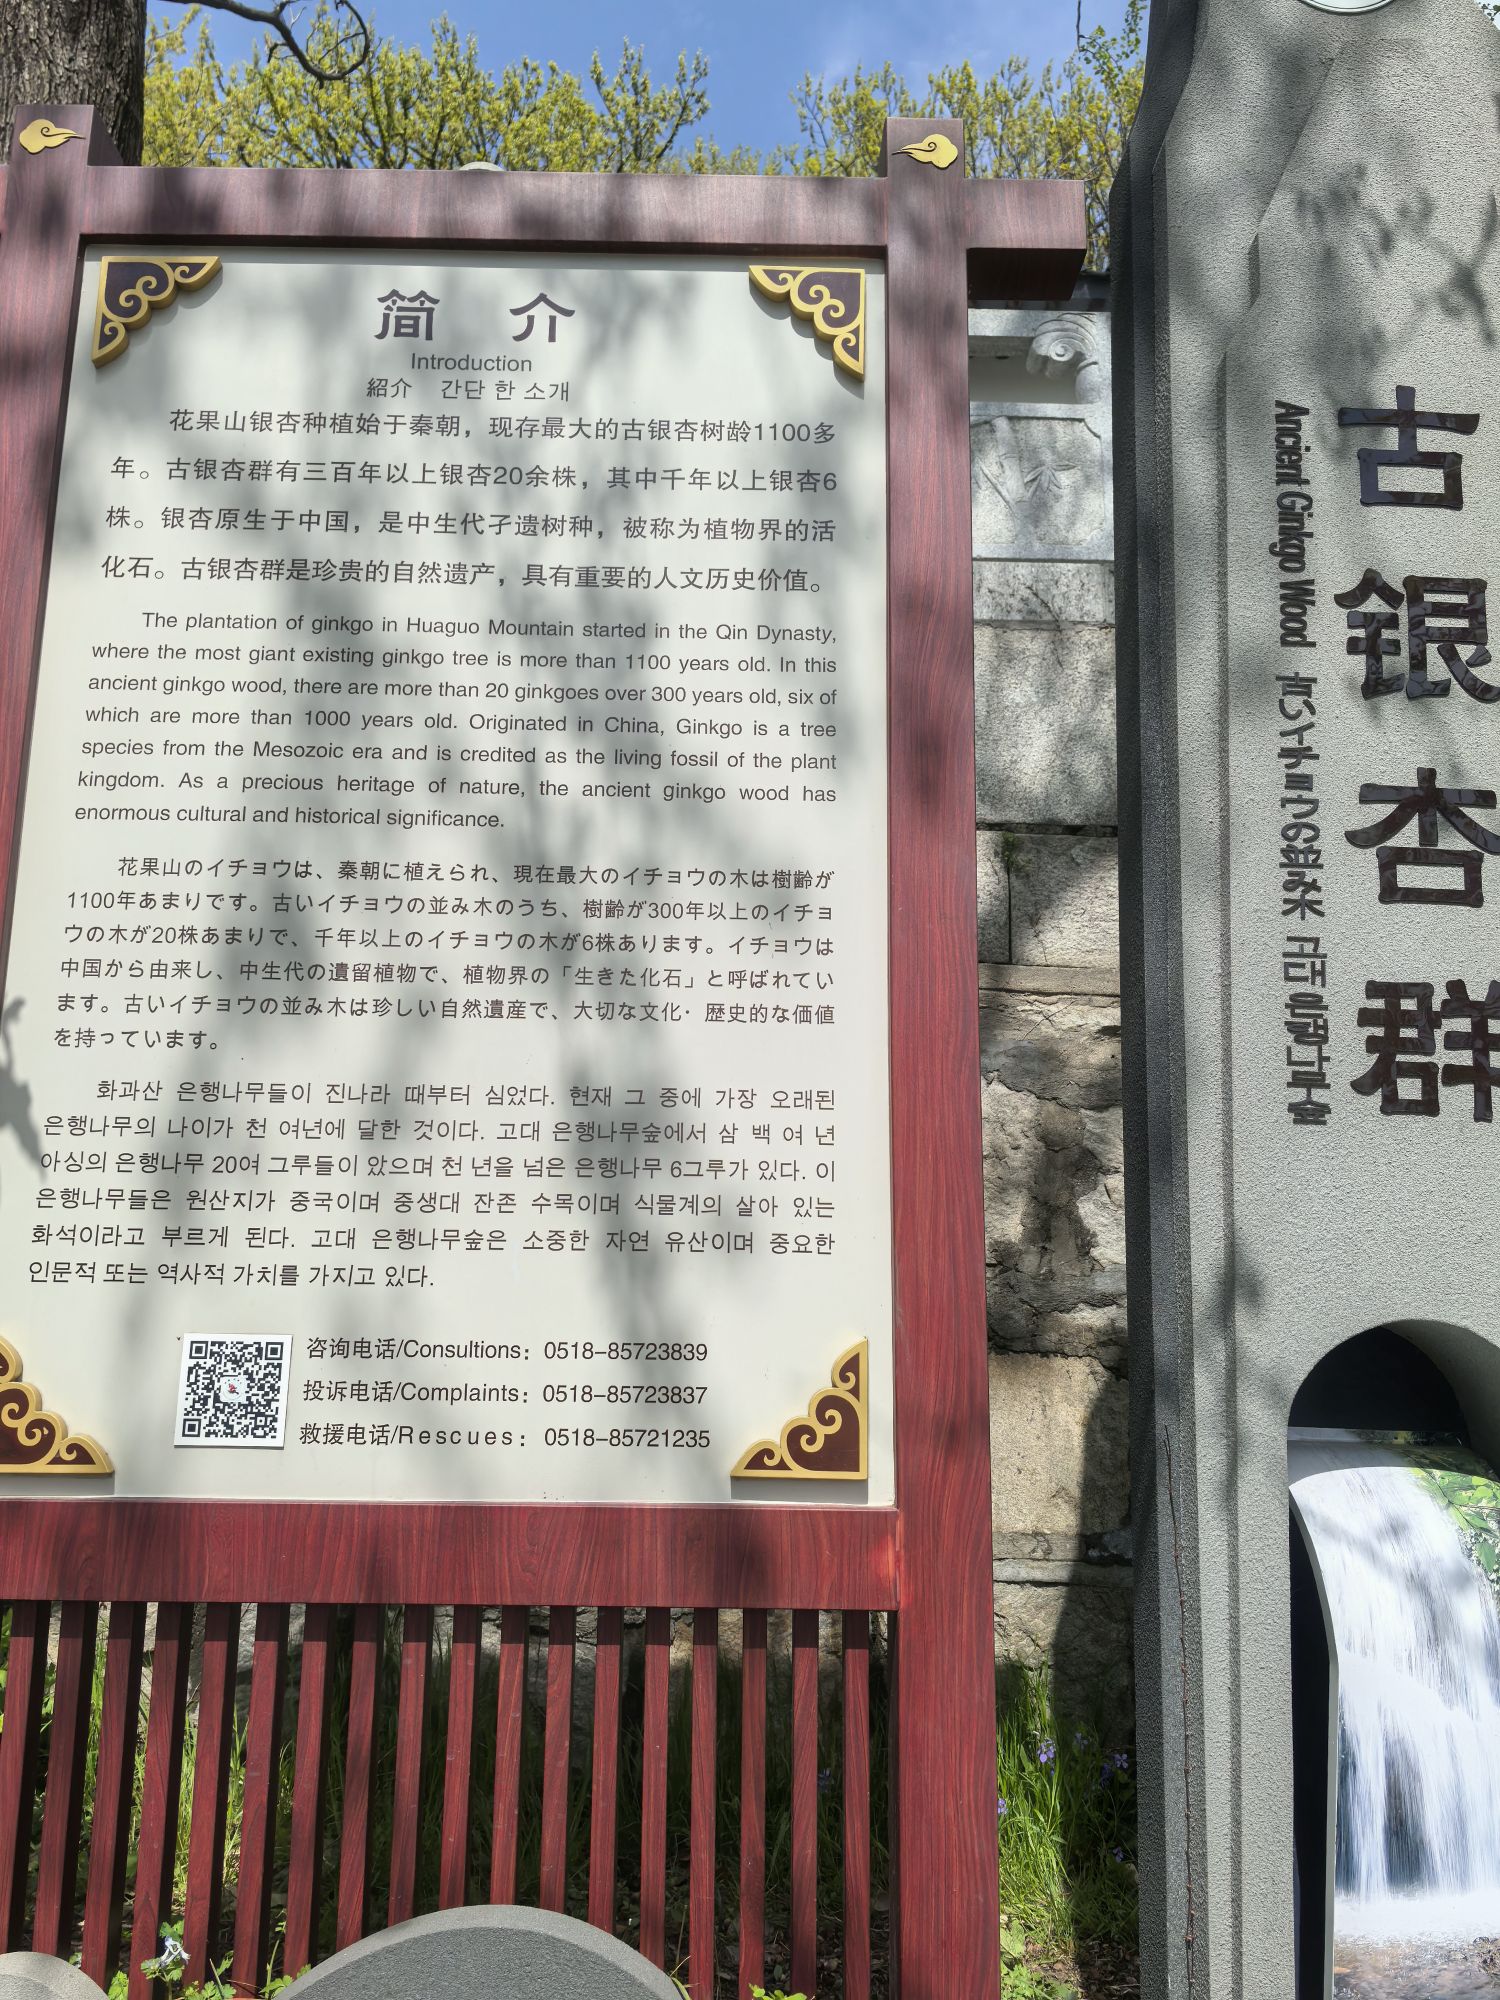 简 介
Introduction
紹介 간단 한 소개
花果山银杏种植始于秦朝，现存最大的古银杏树龄1100多
年。古银杏群有三百年以上银杏20余株，其中千年以上银杏6
株。银杏原生于中国，是中生代孑遗树种，被称为植物界的活
化石。古银杏群是珍贵的自然遗产，具有重要的人文历史价值。
The plantation of ginkgo in Huaguo Mountain started in the Qin Dynasty,
where the most giant existing ginkgo tree is more than 1100 years old. In this
ancient ginkgo wood, there are more than 20 ginkgoes over 300 years old, six of
which are more than 1000 years old. Originated in China, Ginkgo is a tree
species from the Mesozoic era and is credited as the living fossil of the plant
kingdom. As a precious heritage of nature, the ancient ginkgo wood has
enormous cultural and historical significance.
花果山のイチョウは、秦朝に植えられ、現在最大のイチョウの木は樹齢が
1100年あまりです。古いイチョウの並み木のうち、樹齢が300年以上のイチョ
ウの木が20株あまりで、千年以上のイチョウの木が6株あります。イチョウは
中国から由来し、中生代の遺留植物で、植物界の「生きた化石」と呼ばれてい
ます。古いイチョウの並み木は珍しい自然遺産で、大切な文化·歴史的な価値
を持っています。
화과산 은행나무들이 진나라 때부터 심었다. 현재 그 중에 가장 오래된
은행나무의 나이가 천 여년에 달한 것이다. 고대 은행나무숲에서 삼 백 여 년
아싱의 은행나무 20여 그루들이 았으며 천 년을 넘은 은행나무 6그루가 있다. 이
은행나무들은 원산지가 중국이며 중생대 잔존 수목이며 식물계의 살아 있는
화석이라고 부르게 된다. 고대 은행나무숲은 소중한 자연 유산이며 중요한
인문적 또는 역사적 가치를 가지고 있다.
咨询电话/Consultions：0518-85723839
投诉电话/Complaints：0518-85723837
救援电话/Rescues：0518-85721235
古银杏群
Ancient Ginkgo Wood 古いイチョウの並み木 고대 은행나무숲